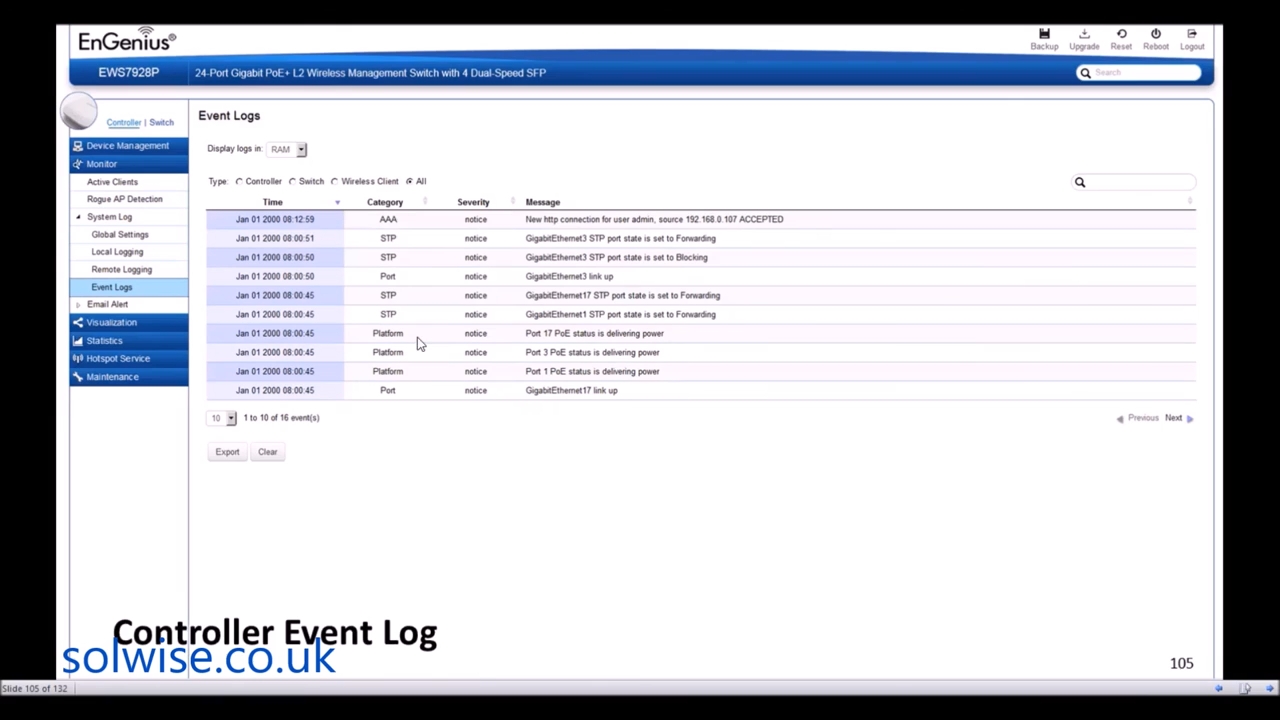 EnGenius®
Backup Upgrade Reset Reboot Logout
EWS7928P 24-Port Gigabit PoE+ L2 Wireless Management Switch with 4 Dual-Speed SFP Search
Controller | Switch
Device Management
Monitor
Active Clients
Rogue AP Detection
System Log
Global Settings
Local Logging
Remote Logging
Event Logs
Email Alert
Visualization
Statistics
Hotspot Service
Maintenance
Event Logs
Display logs in: RAM
Type: Controller Switch Wireless Client All
Time Category Severity Message
Jan 01 2000 08:12:59 AAA notice New http connection for user admin, source 192.168.0.107 ACCEPTED
Jan 01 2000 08:00:51 STP notice GigabitEthernet3 STP port state is set to Forwarding
Jan 01 2000 08:00:50 STP notice GigabitEthernet3 STP port state is set to Blocking
Jan 01 2000 08:00:50 Port notice GigabitEthernet3 link up
Jan 01 2000 08:00:45 STP notice GigabitEthernet17 STP port state is set to Forwarding
Jan 01 2000 08:00:45 STP notice GigabitEthernet1 STP port state is set to Forwarding
Jan 01 2000 08:00:45 Platform notice Port 17 PoE status is delivering power
Jan 01 2000 08:00:45 Platform notice Port 3 PoE status is delivering power
Jan 01 2000 08:00:45 Platform notice Port 1 PoE status is delivering power
Jan 01 2000 08:00:45 Port notice GigabitEthernet17 link up
10 1 to 10 of 16 event(s) Previous Next
Export Clear
Controller Event Log
solwise.co.uk
105
Slide 105 of 132